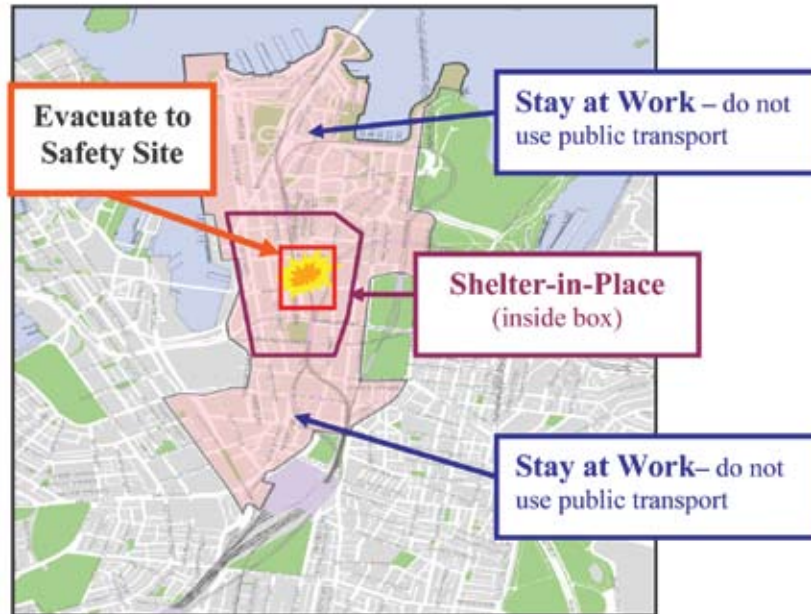 Evacuate to
Safety Site
Stay at Work – do not
use public transport
Shelter-in-Place
(inside box)
Stay at Work– do not
use public transport